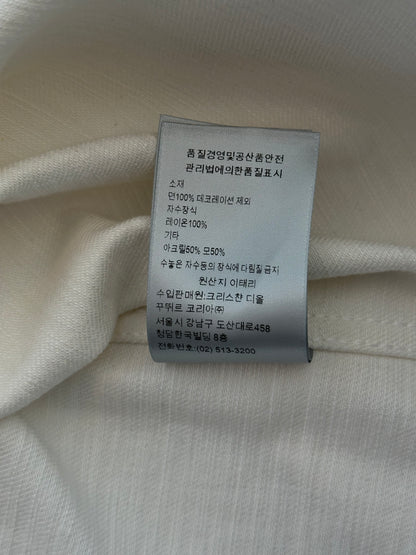 품질경영및공산품안전
관리법에의한품질표시
소재
면100% 데코레이션 제외
자수장식
레이온100%
기타
아크릴50% 모50%
수놓은 자수등의 장식에 다림질 금지
원산지 이태리
수입판매원:크리스챤 디올
꾸뛰르 코리아㈜
서울시 강남구 도산대로458
청담한국빌딩 8층
전화번호: (02) 513-3200